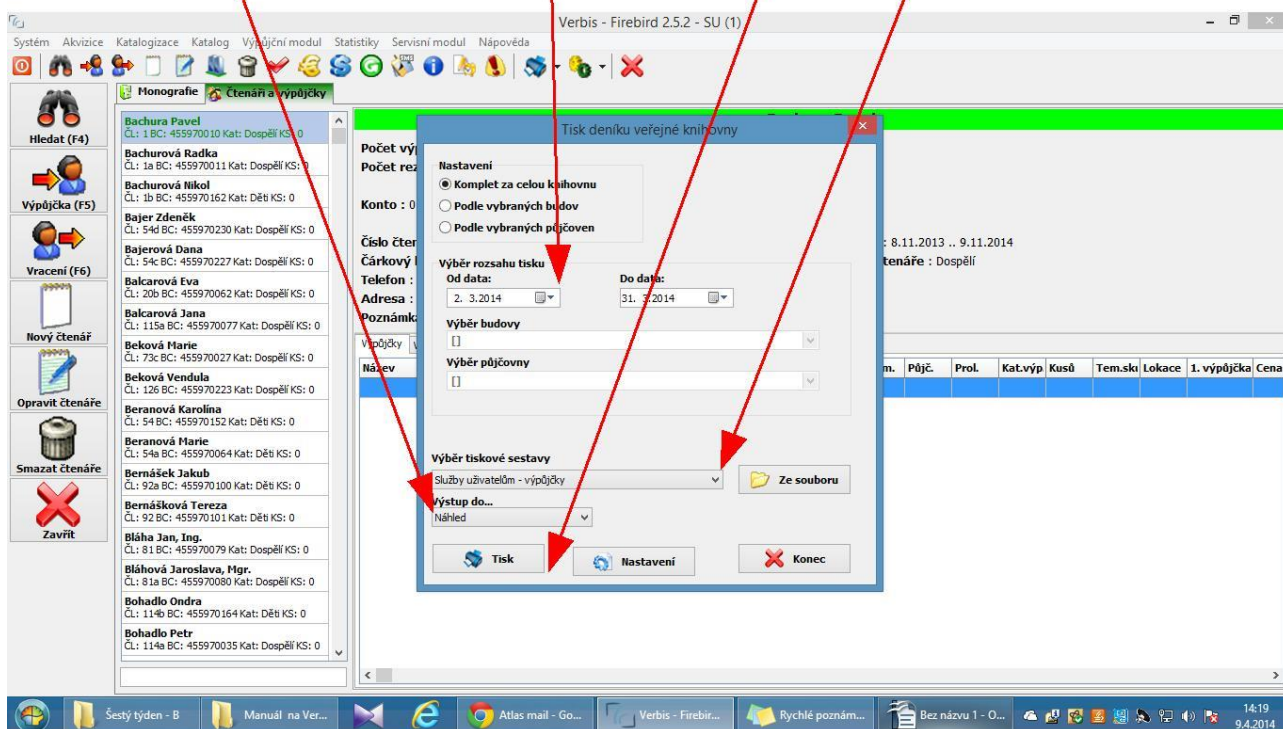 Verbis - Firebird 2.5.2 - SU (1)
Systém Akvizice Katalogizace Katalog Výpůjční modul Statistiky Servisní modul Nápověda
Monografie Čtenáři a výpůjčky
Hledat (F4)
Výpůjčka (F5)
Vracení (F6)
Nový čtenář
Opravit čtenáře
Smazat čtenáře
Zavřít
Bachura Pavel
ČL: 1 BC: 455970010 Kat: Dospělí KS: 0
Bachurová Radka
ČL: 1a BC: 455970011 Kat: Dospělí KS: 0
Bachurová Nikol
ČL: 1b BC: 455970162 Kat: Děti KS: 0
Bajer Zdeněk
ČL: 54d BC: 455970230 Kat: Dospělí KS: 0
Bajerová Dana
ČL: 54c BC: 455970227 Kat: Dospělí KS: 0
Balcarová Eva
ČL: 20b BC: 455970062 Kat: Dospělí KS: 0
Balcarová Jana
ČL: 115a BC: 455970077 Kat: Dospělí KS: 0
Beková Marie
ČL: 73c BC: 455970027 Kat: Dospělí KS: 0
Beková Vendula
ČL: 126 BC: 455970223 Kat: Dospělí KS: 0
Beranová Karolína
ČL: 54 BC: 455970152 Kat: Děti KS: 0
Beranová Marie
ČL: 54a BC: 455970064 Kat: Děti KS: 0
Bernášek Jakub
ČL: 92a BC: 455970100 Kat: Děti KS: 0
Bernášková Tereza
ČL: 92 BC: 455970101 Kat: Děti KS: 0
Bláha Jan, Ing.
ČL: 81 BC: 455970079 Kat: Dospělí KS: 0
Bláhová Jaroslava, Mgr.
ČL: 81a BC: 455970080 Kat: Dospělí KS: 0
Bohadlo Ondra
ČL: 114b BC: 455970164 Kat: Děti KS: 0
Bohadlo Petr
ČL: 114a BC: 455970035 Kat: Dospělí KS: 0
Počet vý
Počet rez
Konto : 0
Číslo čten
Čárkový
Telefon :
Adresa :
Poznámk
: 8.11.2013 .. 9.11.2014
tenáře : Dospělí
Výpůjčky
Název m. Půjč. Prol. Kat.výp Kusů Tem.sku Lokace 1. výpůjčka Cena
Tisk deníku veřejné knihovny
Nastavení
Komplet za celou knihovnu
Podle vybraných budov
Podle vybraných půjčoven
Výběr rozsahu tisku
Od data: Do data:
2. 3.2014 31. 3.2014
Výběr budovy
[]
Výběr půjčovny
[]
Výběr tiskové sestavy
Služby uživatelům - výpůjčky Ze souboru
Výstup do...
Náhled
Tisk Nastavení Konec
Šestý týden - B Manuál na Ver... Atlas mail - Go... Verbis - Firebir... Rychlé poznám... Bez názvu 1 - O... 14:19
9.4.2014